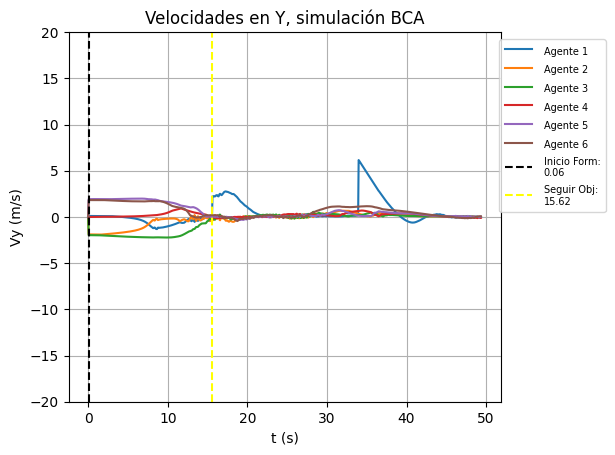 Velocidades en Y, simulación BCA
Agente 1
Agente 2
Agente 3
Agente 4
Agente 5
Agente 6
Inicio Form:
0.06
Seguir Obj:
15.62
Vy (m/s)
20
15
10
5
0
−5
−10
−15
−20
0
10
20
30
40
50
t (s)